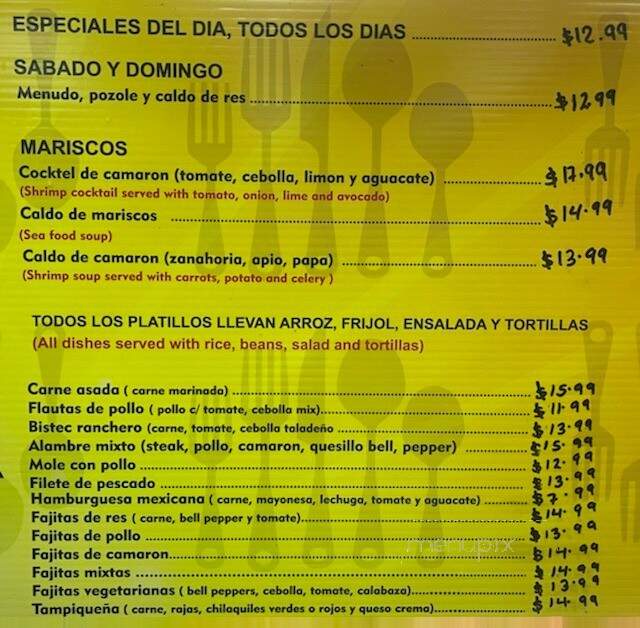 ESPECIALES DEL DIA, TODOS LOS DIAS ........ $12.99
SABADO Y DOMINGO
Menudo, pozole y caldo de res ........ $12.99
MARISCOS
Cocktel de camaron (tomate, cebolla, limon y aguacate) ........ $17.99
(Shrimp cocktail served with tomato, onion, lime and avocado)
Caldo de mariscos ........ $14.99
(Sea food soup)
Caldo de camaron (zanahoria, apio, papa) ........ $13.99
(Shrimp soup served with carrots, potato and celery )
TODOS LOS PLATILLOS LLEVAN ARROZ, FRIJOL, ENSALADA Y TORTILLAS
(All dishes served with rice, beans, salad and tortillas)
Carne asada ( carne marinada) ........ $15.99
Flautas de pollo ( pollo c/ tomate, cebolla mix)........ $11.99
Bistec ranchero (carne, tomate, cebolla taladeño ........ $13.99
Alambre mixto (steak, pollo, camaron, quesillo bell, pepper) ........ $15.99
Mole con pollo ........ $12.99
Filete de pescado ........ $13.99
Hamburguesa mexicana ( carne, mayonesa, lechuga, tomate y aguacate) ........ $7.99
Fajitas de res ( carne, bell pepper y tomate)........ $14.99
Fajitas de pollo ........ $13.99
menupix
Fajitas de camaron........ $14.99
Fajitas mixtas ........ $14.99
Fajitas vegetarianas ( bell peppers, cebolla, tomate, calabaza)........ $13.99
Tampiqueña ( carne, rajas, chilaquiles verdes o rojos y queso crema)........ $14.99